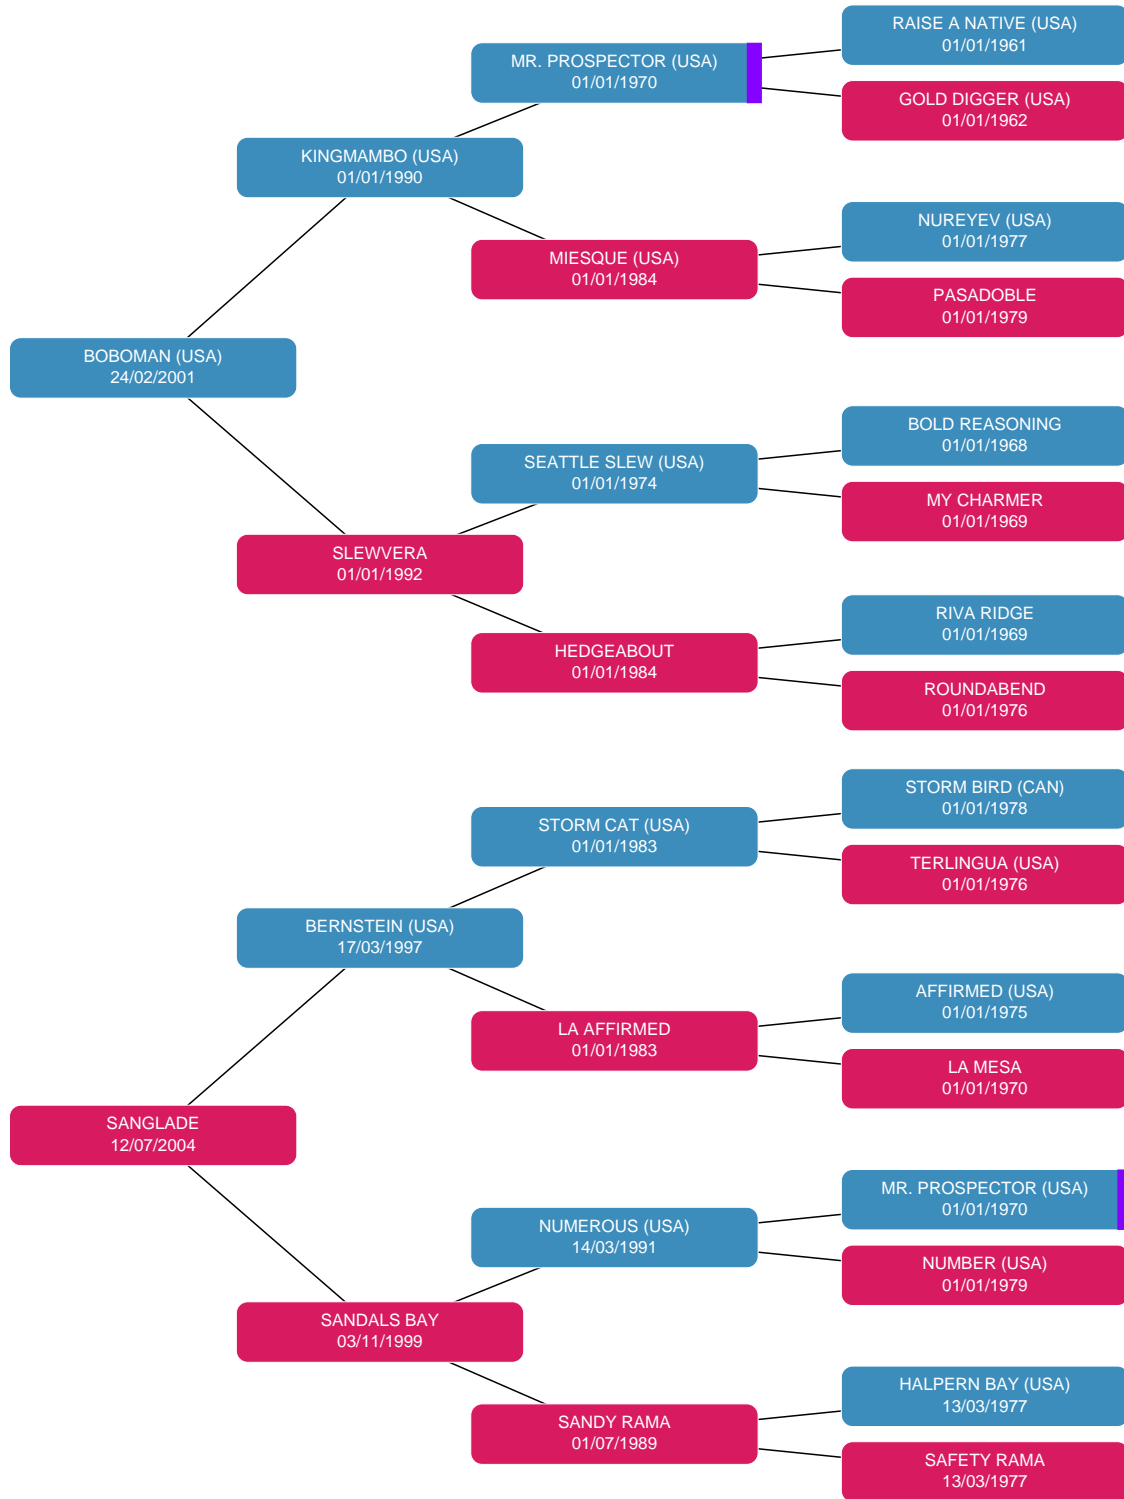 RAISE A NATIVE (USA)
01/01/1961
MR. PROSPECTOR (USA)
01/01/1970
GOLD DIGGER (USA)
01/01/1962
KINGMAMBO (USA)
01/01/1990
NUREYEV (USA)
01/01/1977
MIESQUE (USA)
01/01/1984
PASADOBLE
01/01/1979
BOBOMAN (USA)
24/02/2001
BOLD REASONING
01/01/1968
SEATTLE SLEW (USA)
01/01/1974
MY CHARMER
01/01/1969
SLEWVERA
01/01/1992
RIVA RIDGE
01/01/1969
HEDGEABOUT
01/01/1984
ROUNDABEND
01/01/1976
STORM BIRD (CAN)
01/01/1978
STORM CAT (USA)
01/01/1983
TERLINGUA (USA)
01/01/1976
BERNSTEIN (USA)
17/03/1997
AFFIRMED (USA)
01/01/1975
LA AFFIRMED
01/01/1983
LA MESA
01/01/1970
SANGLADE
12/07/2004
MR. PROSPECTOR (USA)
01/01/1970
NUMEROUS (USA)
14/03/1991
NUMBER (USA)
01/01/1979
SANDALS BAY
03/11/1999
HALPERN BAY (USA)
13/03/1977
SANDY RAMA
01/07/1989
SAFETY RAMA
13/03/1977